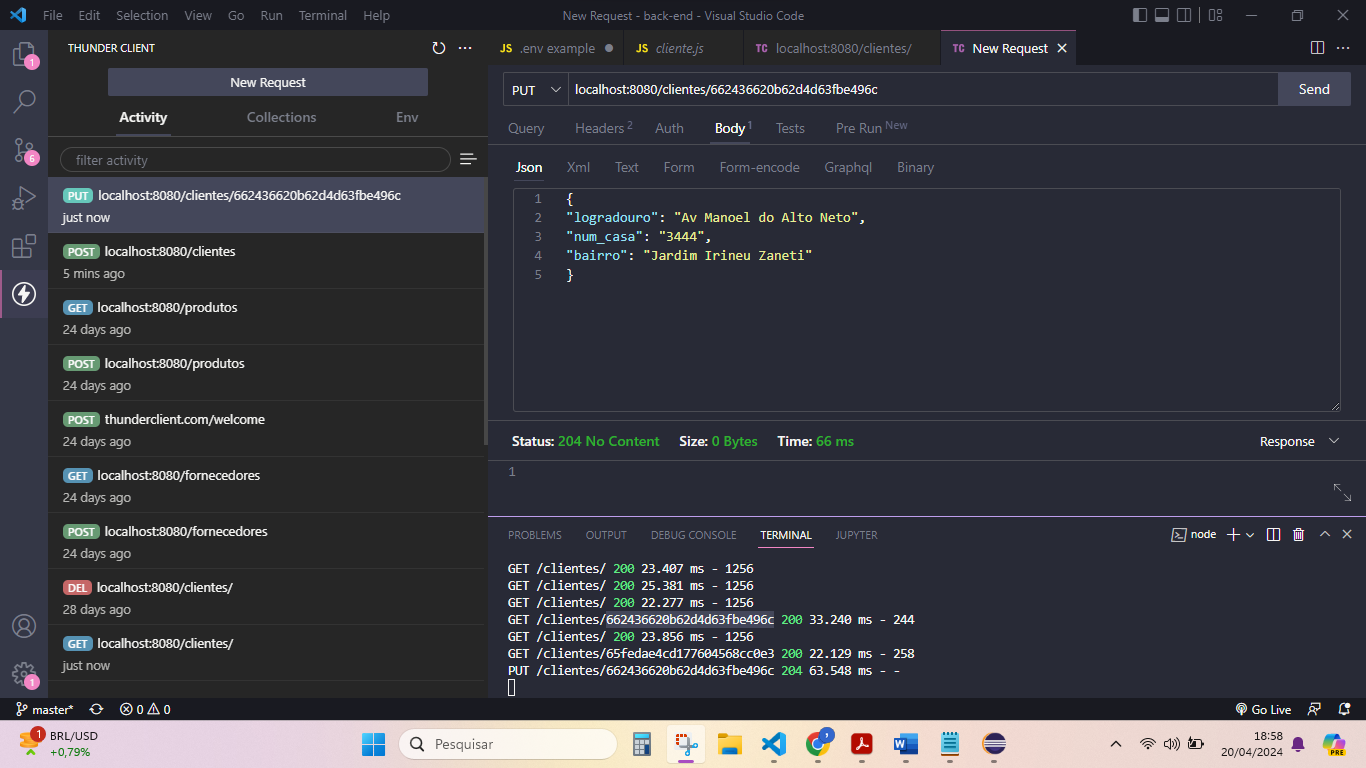 File Edit Selection View Go Run Terminal Help
New Request - back-end - Visual Studio Code
THUNDER CLIENT
New Request
Activity Collections Env
filter activity
PUT localhost:8080/clientes/662436620b62d4d63fbe496c
just now
POST localhost:8080/clientes
5 mins ago
GET localhost:8080/produtos
24 days ago
POST localhost:8080/produtos
24 days ago
POST thunderclient.com/welcome
24 days ago
GET localhost:8080/fornecedores
24 days ago
POST localhost:8080/fornecedores
24 days ago
DEL localhost:8080/clientes/
28 days ago
GET localhost:8080/clientes/
just now
1
6
1
JS .env example JS cliente.js TC localhost:8080/clientes/ TC New Request
PUT localhost:8080/clientes/662436620b62d4d63fbe496c Send
Query Headers 2 Auth Body 1 Tests Pre Run New
Json Xml Text Form Form-encode Graphql Binary
1 {
2 "logradouro": "Av Manoel do Alto Neto",
3 "num_casa": "3444",
4 "bairro": "Jardim Irineu Zaneti"
5 }
Status: 204 No Content Size: 0 Bytes Time: 66 ms Response
1
PROBLEMS OUTPUT DEBUG CONSOLE TERMINAL JUPYTER node
GET /clientes/ 200 23.407 ms - 1256
GET /clientes/ 200 25.381 ms - 1256
GET /clientes/ 200 22.277 ms - 1256
GET /clientes/662436620b62d4d63fbe496c 200 33.240 ms - 244
GET /clientes/ 200 23.856 ms - 1256
GET /clientes/65fedae4cd177604568cc0e3 200 22.129 ms - 258
PUT /clientes/662436620b62d4d63fbe496c 204 63.548 ms - -
master* 0 0 Go Live
1 BRL/USD
+0,79%
Pesquisar
18:58
20/04/2024
PRE